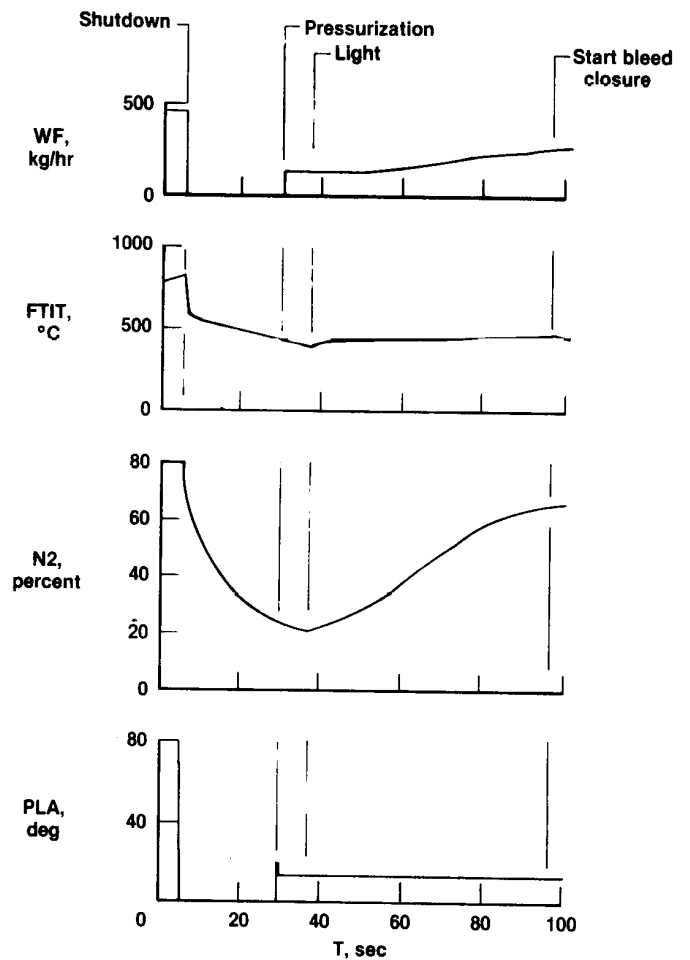 Shutdown
Pressurization
Light
Start bleed
closure
500
WF,
kg/hr
0
1000
FTIT,
°C
500
0
80
60
N2,
percent
40
20
0
80
PLA,
deg
40
0 20 40 60 80 100
T, sec